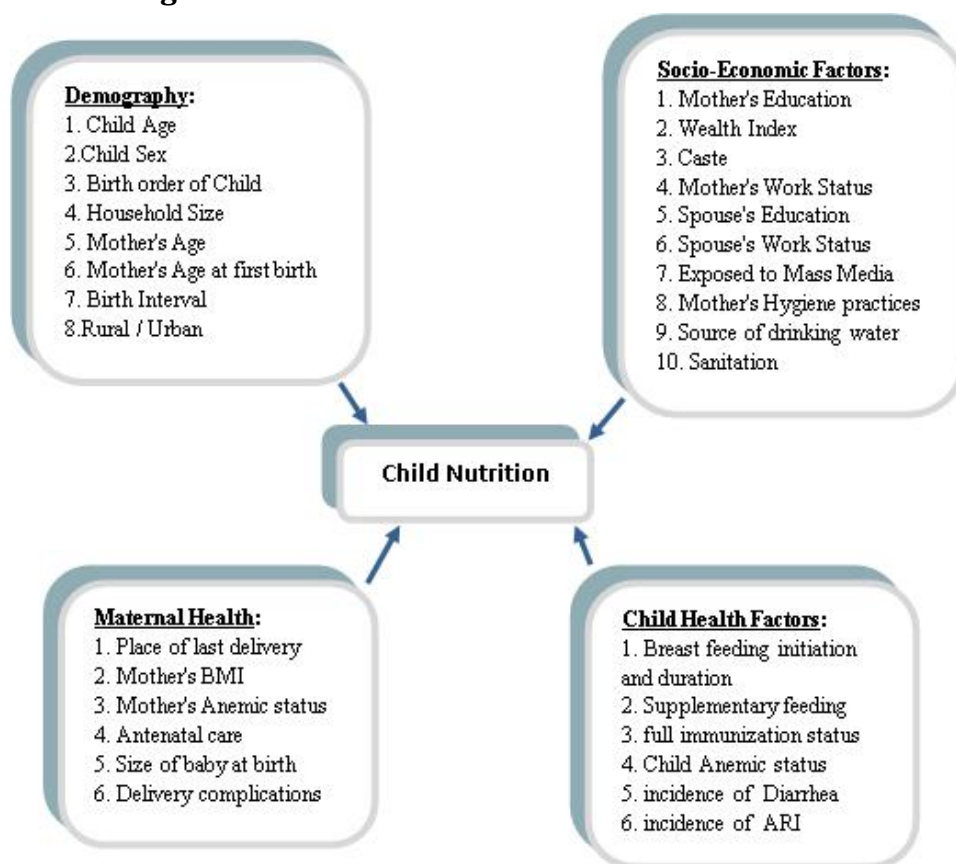 Demography:
1. Child Age
2.Child Sex
3. Birth order of Child
4. Household Size
5. Mother's Age
6. Mother's Age at first birth
7. Birth Interval
8.Rural / Urban
Socio-Economic Factors:
1. Mother's Education
2. Wealth Index
3. Caste
4. Mother's Work Status
5. Spouse's Education
6. Spouse's Work Status
7. Exposed to Mass Media
8. Mother's Hygiene practices
9. Source of drinking water
10. Sanitation
Child Nutrition
Maternal Health:
1. Place of last delivery
2. Mother's BMI
3. Mother's Anemic status
4. Antenatal care
5. Size of baby at birth
6. Delivery complications
Child Health Factors:
1. Breast feeding initiation
and duration
2. Supplementary feeding
3. full immunization status
4. Child Anemic status
5. incidence of Diarrhea
6. incidence of ARI